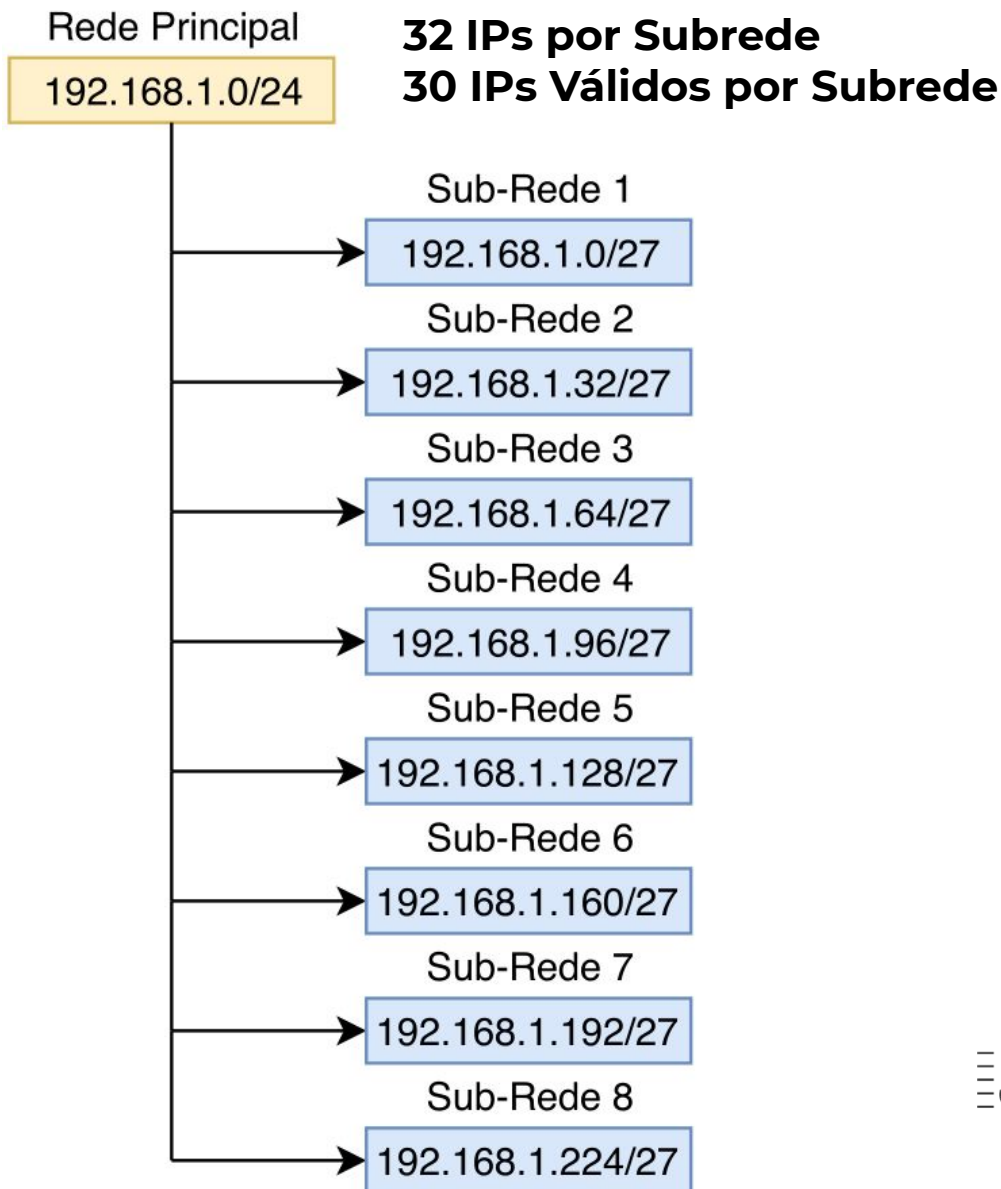 Rede Principal
192.168.1.0/24
32 IPs por Subrede
30 IPs Válidos por Subrede
Sub-Rede 1
192.168.1.0/27
Sub-Rede 2
192.168.1.32/27
Sub-Rede 3
192.168.1.64/27
Sub-Rede 4
192.168.1.96/27
Sub-Rede 5
192.168.1.128/27
Sub-Rede 6
192.168.1.160/27
Sub-Rede 7
192.168.1.192/27
Sub-Rede 8
192.168.1.224/27